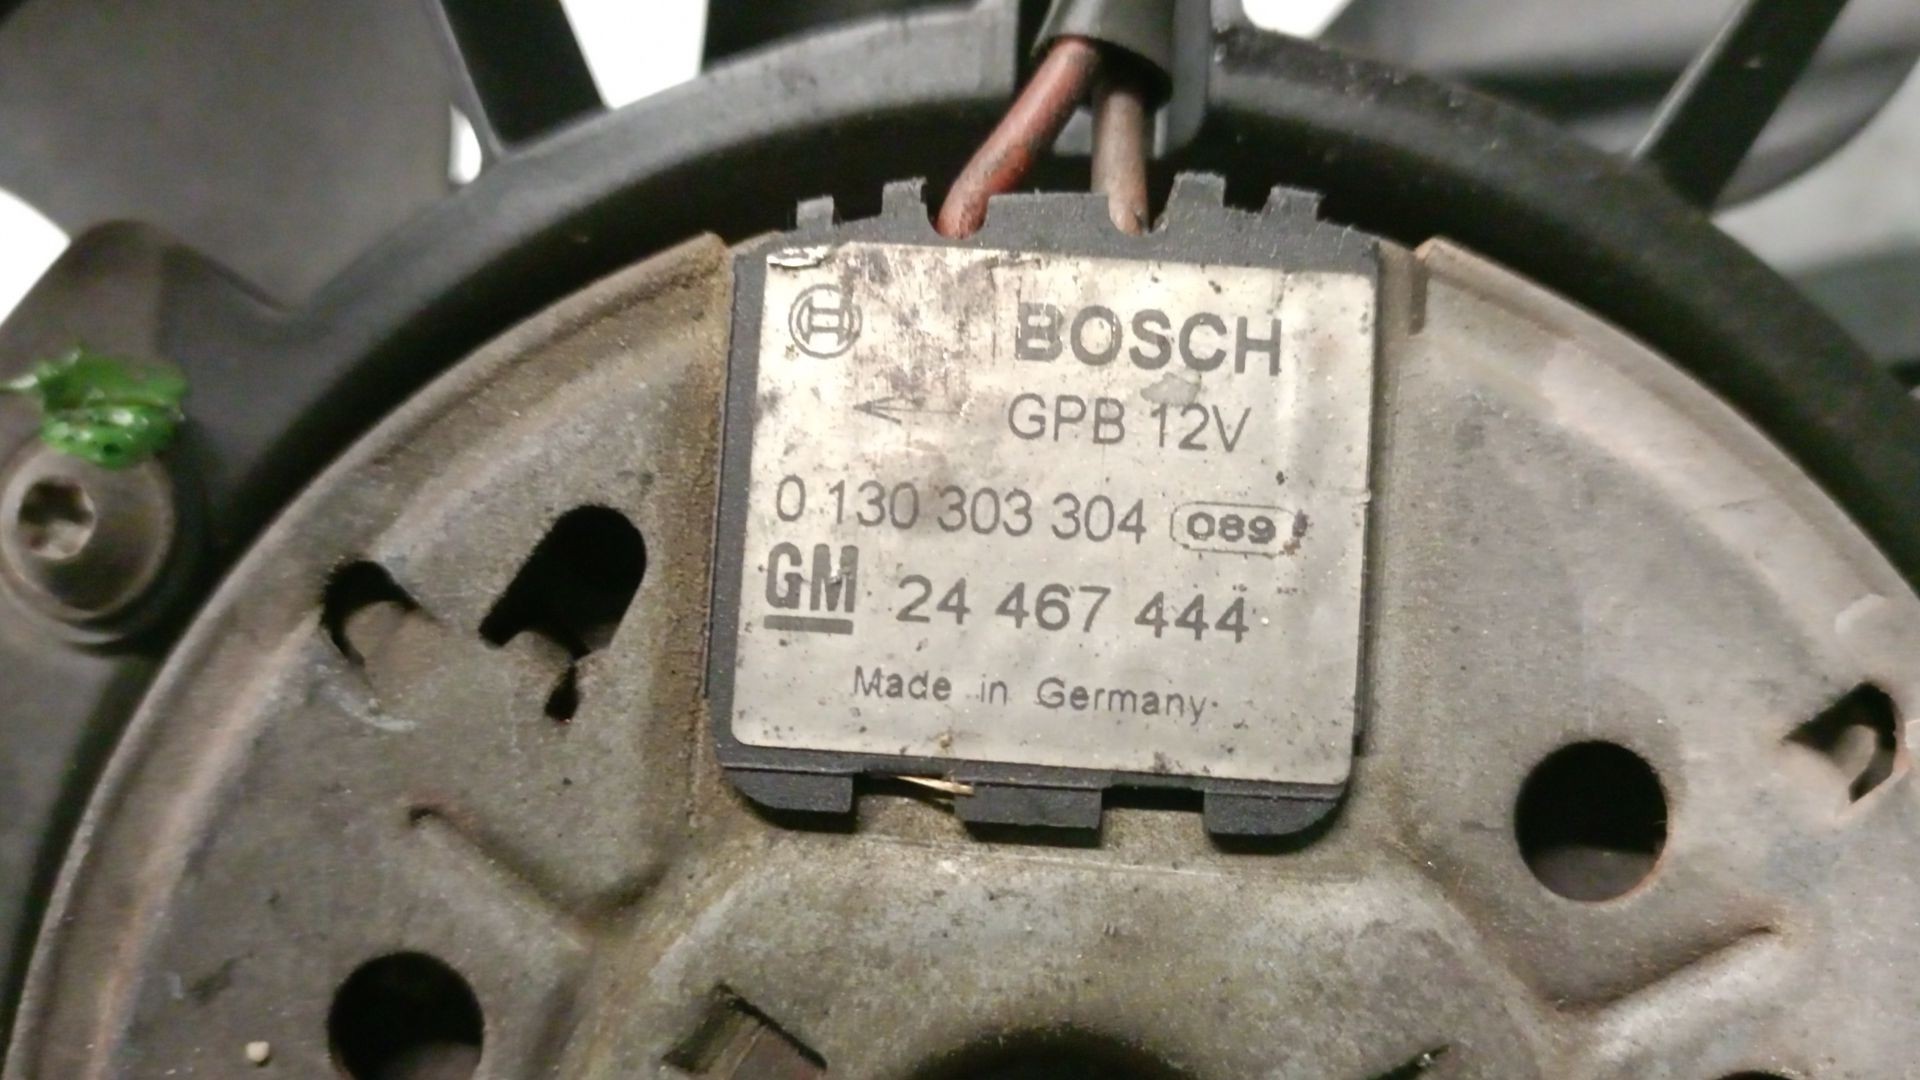 BOSCH
GPB 12V
0 130 303 304 089
GM 24 467 444
Made in Germany